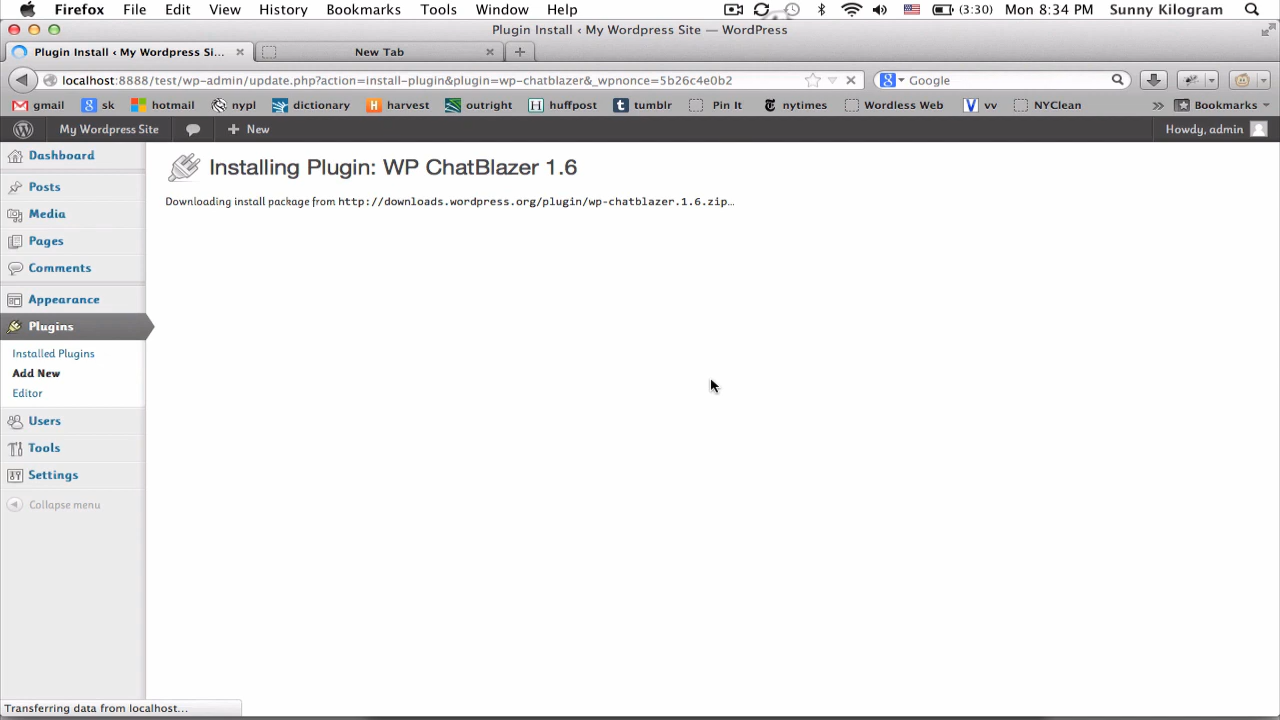 Firefox File Edit View History Bookmarks Tools Window Help (3:30) Mon 8:34 PM Sunny Kilogram
Plugin Install ‹ My Wordpress Site — WordPress
Plugin Install ‹ My Wordpress Si... New Tab
localhost:8888/test/wp-admin/update.php?action=install-plugin&plugin=wp-chatblazer&_wpnonce=5b26c4e0b2 Google
gmail sk hotmail nypl dictionary harvest outright huffpost tumblr Pin It nytimes Wordless Web vv NYClean » Bookmarks
My Wordpress Site + New Howdy, admin
Dashboard
Posts
Media
Pages
Comments
Appearance
Plugins
Installed Plugins
Add New
Editor
Users
Tools
Settings
Collapse menu
Installing Plugin: WP ChatBlazer 1.6
Downloading install package from http://downloads.wordpress.org/plugin/wp-chatblazer.1.6.zip…
Transferring data from localhost...